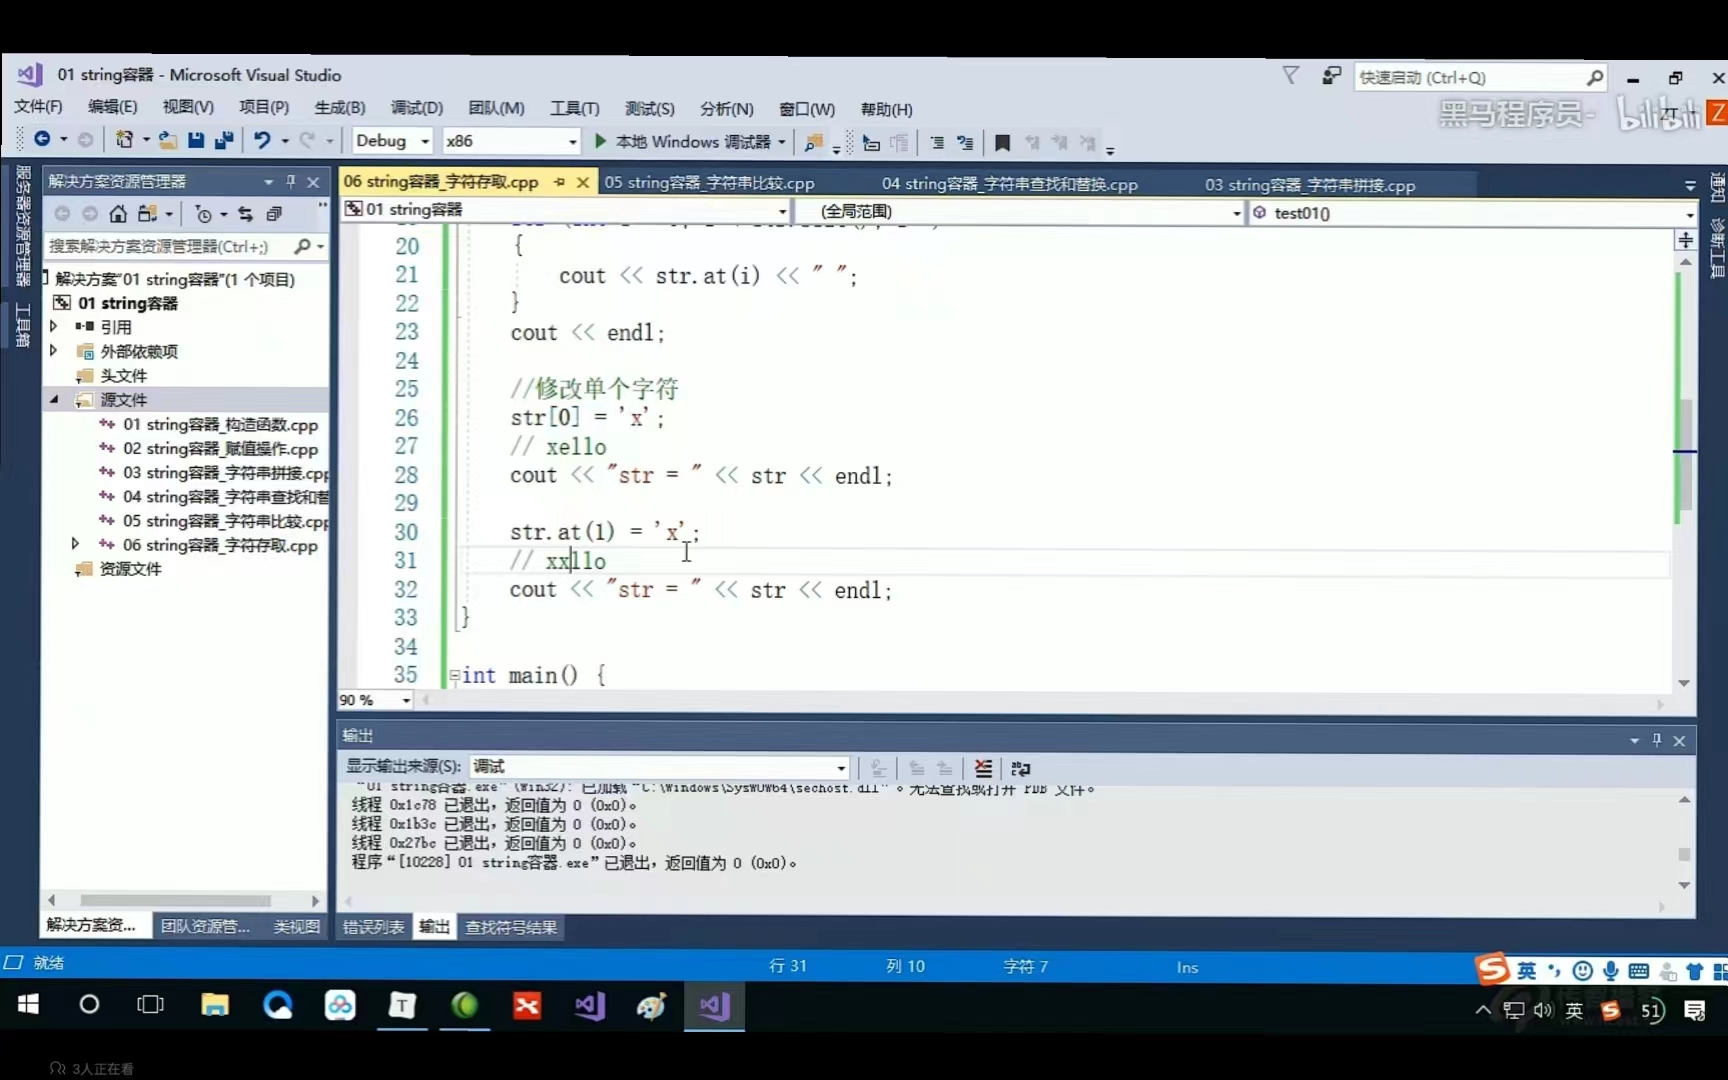 01 string容器 - Microsoft Visual Studio
快速启动 (Ctrl+Q)
文件(F) 编辑(E) 视图(V) 项目(P) 生成(B) 调试(D) 团队(M) 工具(T) 测试(S) 分析(N) 窗口(W) 帮助(H)
黑马程序员- bilibili
Debug x86 本地 Windows 调试器
服务器资源管理器
工具箱
解决方案资源管理器
搜索解决方案资源管理器(Ctrl+;)
解决方案"01 string容器"(1 个项目)
01 string容器
引用
外部依赖项
头文件
源文件
01 string容器_构造函数.cpp
02 string容器_赋值操作.cpp
03 string容器_字符串拼接.cpp
04 string容器_字符串查找和替
05 string容器_字符串比较.cpp
06 string容器_字符存取.cpp
资源文件
解决方案资... 团队资源管... 类视图
06 string容器_字符存取.cpp 05 string容器_字符串比较.cpp 04 string容器_字符串查找和替换.cpp 03 string容器_字符串拼接.cpp
01 string容器 (全局范围) test01()
20 {
21 cout << str.at(i) << " ";
22 }
23 cout << endl;
24
25 //修改单个字符
26 str[0] = 'x';
27 // xello
28 cout << "str = " << str << endl;
29
30 str.at(1) = 'x';
31 // xxllo
32 cout << "str = " << str << endl;
33 }
34
35 int main() {
90 %
通知
诊断工具
输出
显示输出来源(S): 调试
"01 string容器.exe" (Win32): 已加载 "C:\Windows\SysWOW64\sechost.dll"。无法查找或打开 PDB 文件。
线程 0x1c78 已退出，返回值为 0 (0x0)。
线程 0x1b3c 已退出，返回值为 0 (0x0)。
线程 0x27bc 已退出，返回值为 0 (0x0)。
程序"[10228] 01 string容器.exe"已退出，返回值为 0 (0x0)。
错误列表 输出 查找符号结果
就绪 行 31 列 10 字符 7 Ins
英
英 51
3人正在看